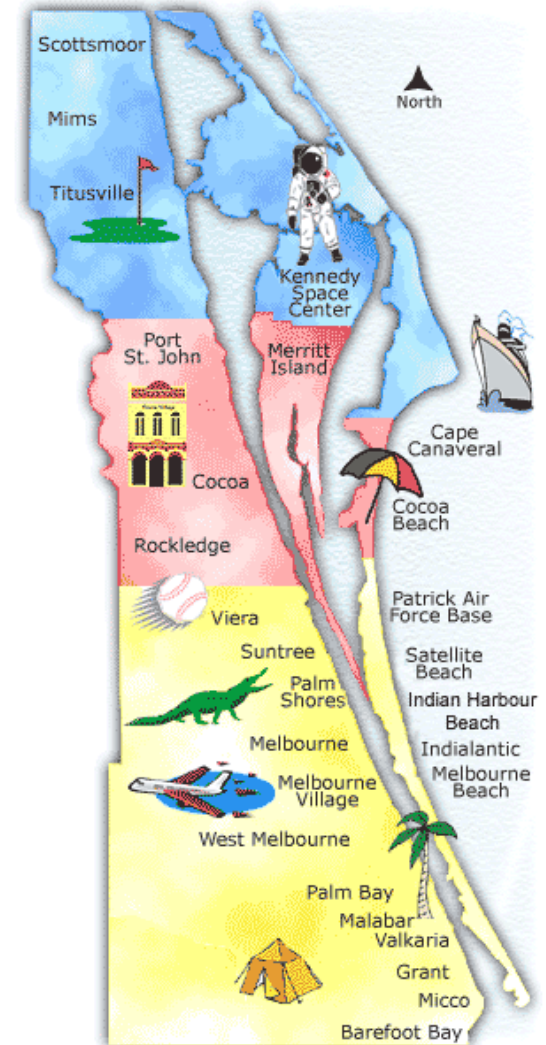 Scottsmoor
North
Mims
Titusville
Kennedy
Space
Center
Port
St. John
Merritt
Island
Cape
Canaveral
Cocoa
Cocoa
Beach
Rockledge
Patrick Air
Force Base
Viera
Suntree
Satellite
Beach
Palm
Shores
Indian Harbour
Beach
Melbourne
Indialantic
Melbourne
Village
Melbourne
Beach
West Melbourne
Palm Bay
Malabar
Valkaria
Grant
Micco
Barefoot Bay